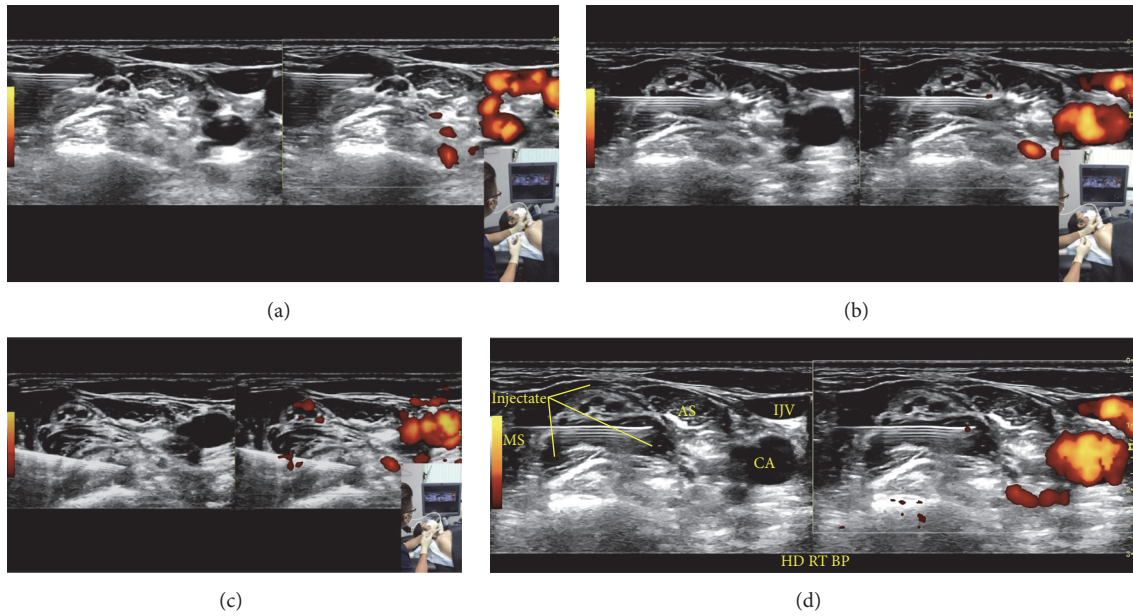 (a)
(b)
(c)
Injectate
AS
IJV
MS
CA
HD RT BP
(d)